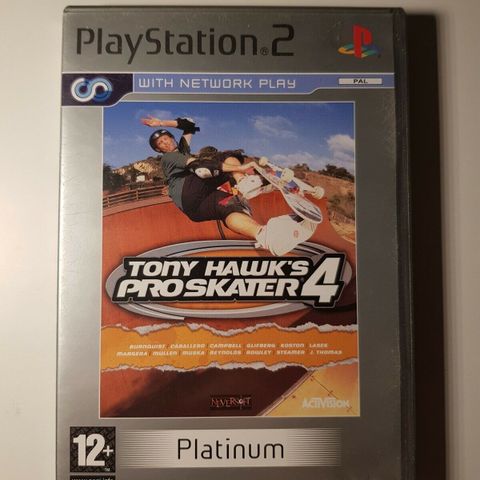 PlayStation®2
WITH NETWORK PLAY
PAL
TONY HAWK'S
PRO SKATER 4
BURNQUIST / CABALLERO / CAMPBELL / GLIFBERG / KOSTON / LASEK
MARGERA / MULLEN / MUSKA / REYNOLDS / ROWLEY / STEAMER / J. THOMAS
NEVERSOFT
ACTIVISION
12+
Platinum